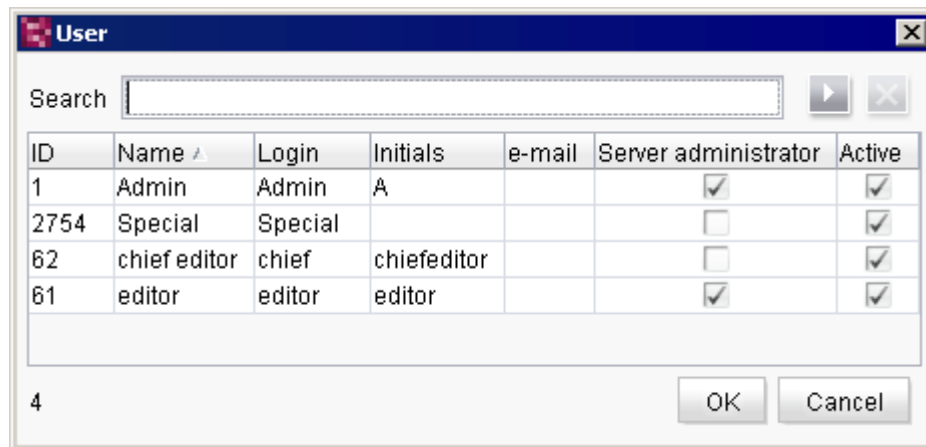 User
Search
ID Name Login Initials e-mail Server administrator Active
1 Admin Admin A
2754 Special Special
62 chief editor chief chiefeditor
61 editor editor editor
4 OK Cancel